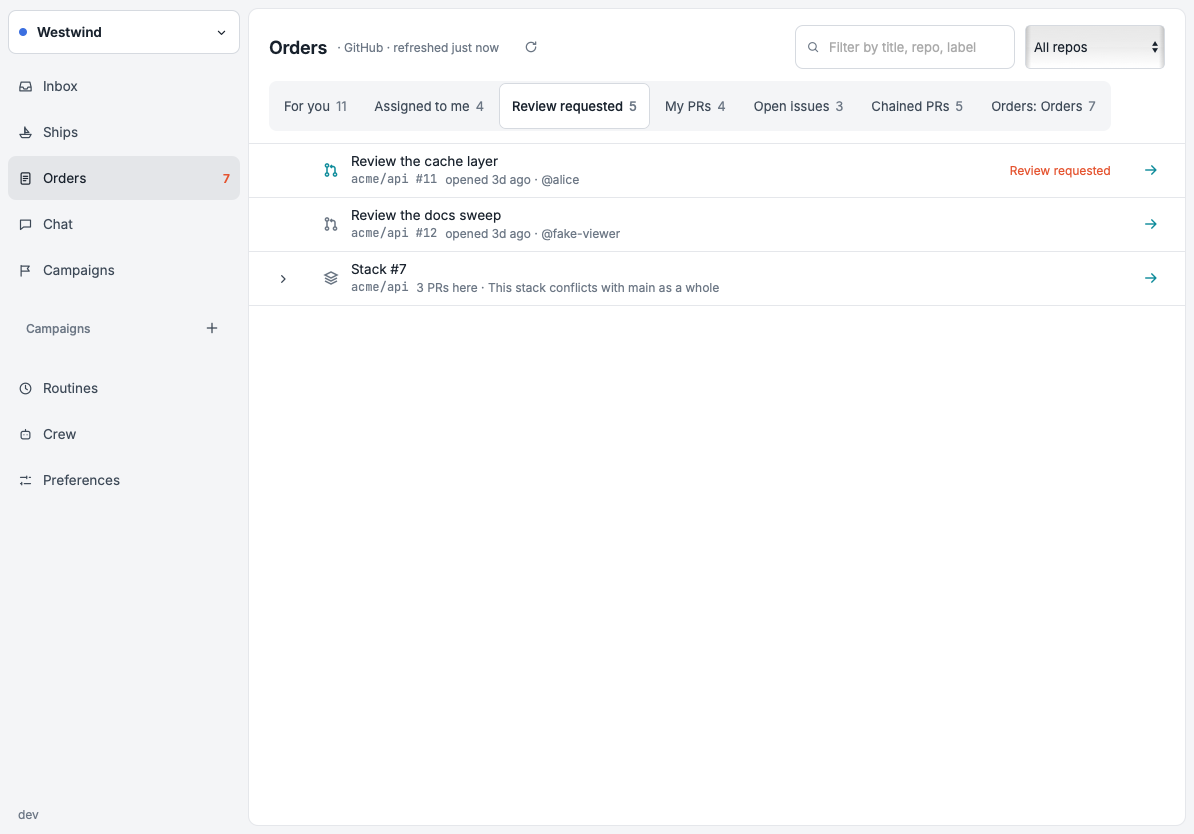 Westwind
Inbox
Ships
Orders 7
Chat
Campaigns
Campaigns
Routines
Crew
Preferences
dev
Orders · GitHub · refreshed just now
Filter by title, repo, label
All repos
For you 11 Assigned to me 4 Review requested 5 My PRs 4 Open issues 3 Chained PRs 5 Orders: Orders 7
Review the cache layer
acme/api #11 opened 3d ago · @alice
Review requested
Review the docs sweep
acme/api #12 opened 3d ago · @fake-viewer
Stack #7
acme/api 3 PRs here · This stack conflicts with main as a whole